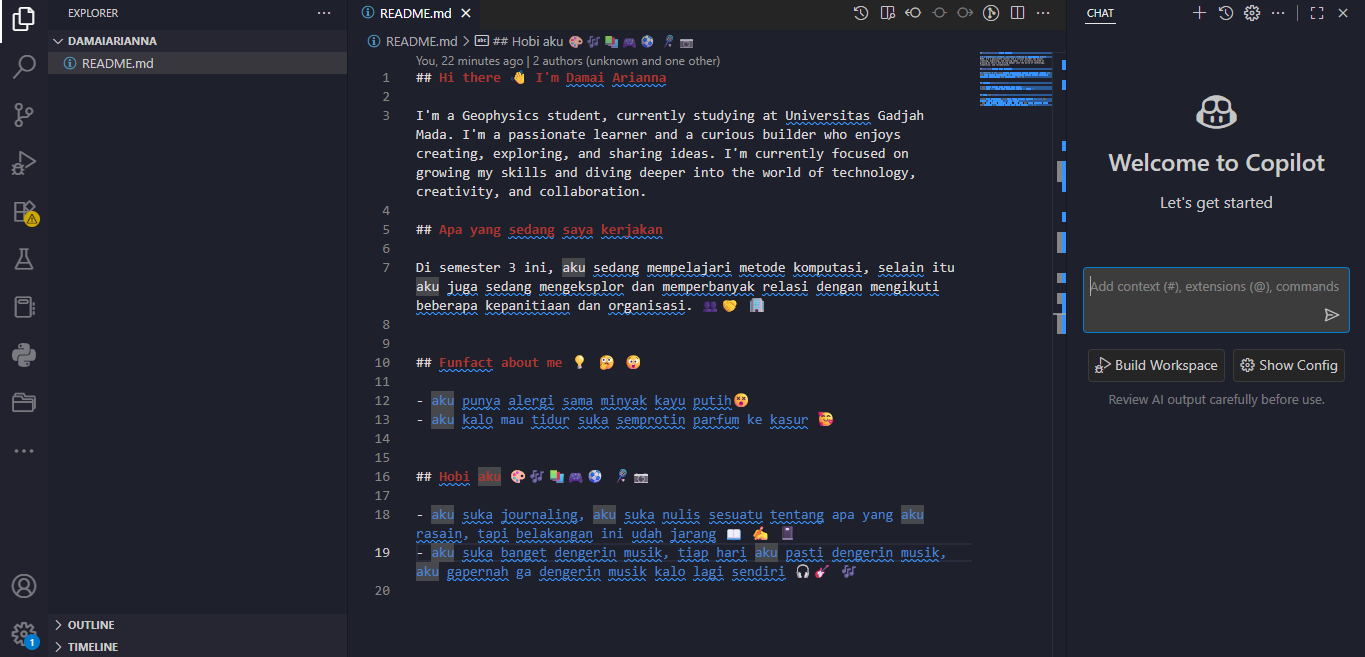 EXPLORER
DAMAIARIANNA
README.md
OUTLINE
TIMELINE
1
README.md
README.md > ## Hobi aku 🎨🎶📚🎮🌎 🎤📷
You, 22 minutes ago | 2 authors (unknown and one other)
1 ## Hi there 👋 I'm Damai Arianna
2
3 I'm a Geophysics student, currently studying at Universitas Gadjah
Mada. I'm a passionate learner and a curious builder who enjoys
creating, exploring, and sharing ideas. I'm currently focused on
growing my skills and diving deeper into the world of technology,
creativity, and collaboration.
4
5 ## Apa yang sedang saya kerjakan
6
7 Di semester 3 ini, aku sedang mempelajari metode komputasi, selain itu
aku juga sedang mengeksplor dan memperbanyak relasi dengan mengikuti
beberapa kepanitiaan dan organisasi. 👥🤝 🏢
8
9
10 ## Funfact about me 💡 🤔 😜
11
12 - aku punya alergi sama minyak kayu putih😵
13 - aku kalo mau tidur suka semprotin parfum ke kasur 🥰
14
15
16 ## Hobi aku 🎨🎶📚🎮🌎 🎤📷
17
18 - aku suka journaling, aku suka nulis sesuatu tentang apa yang aku
rasain, tapi belakangan ini udah jarang 📖 ✍️ 📓
19 - aku suka banget dengerin musik, tiap hari aku pasti dengerin musik,
aku gapernah ga dengerin musik kalo lagi sendiri 🎧🎸 🎶
20
CHAT
Welcome to Copilot
Let's get started
Add context (#), extensions (@), commands
Build Workspace
Show Config
Review AI output carefully before use.